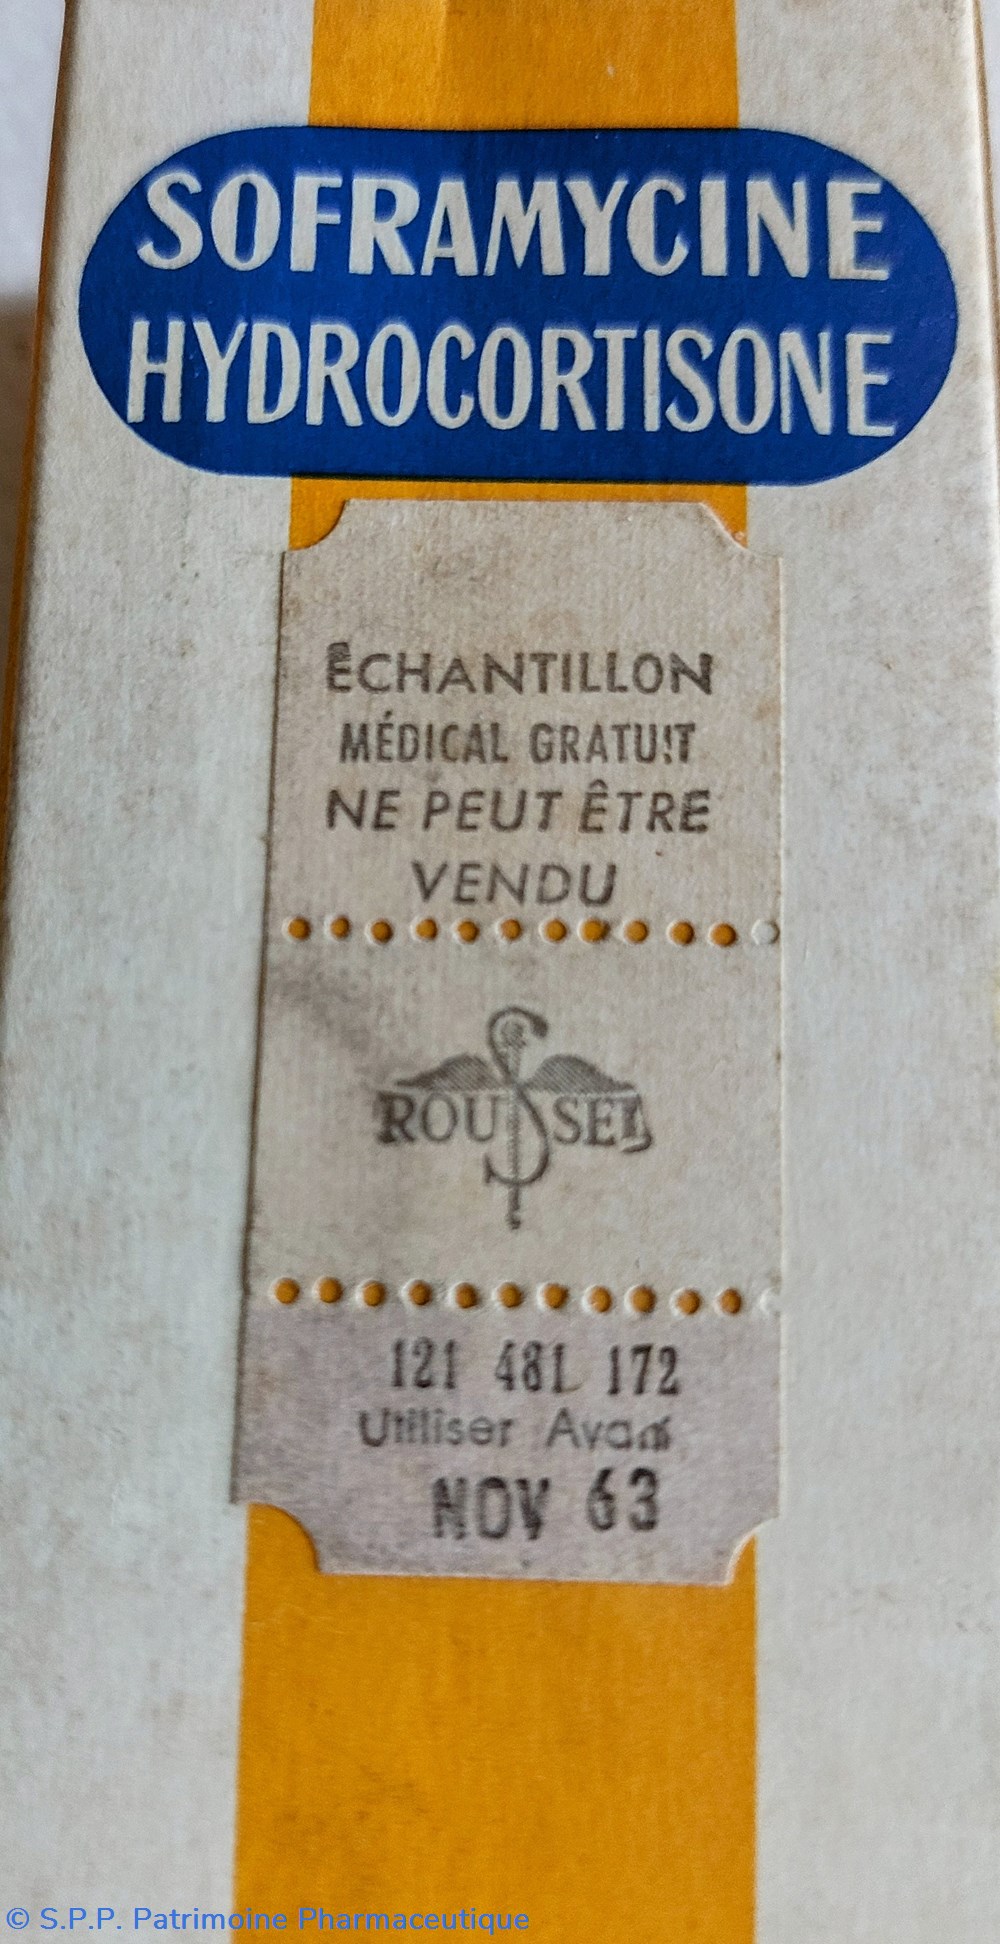 SOFRAMYCINE
HYDROCORTISONE
ÉCHANTILLON
MÉDICAL GRATUIT
NE PEUT ÊTRE
VENDU
ROUSSEL
121 481 172
Utiliser Avant
NOV 63
© S.P.P. Patrimoine Pharmaceutique